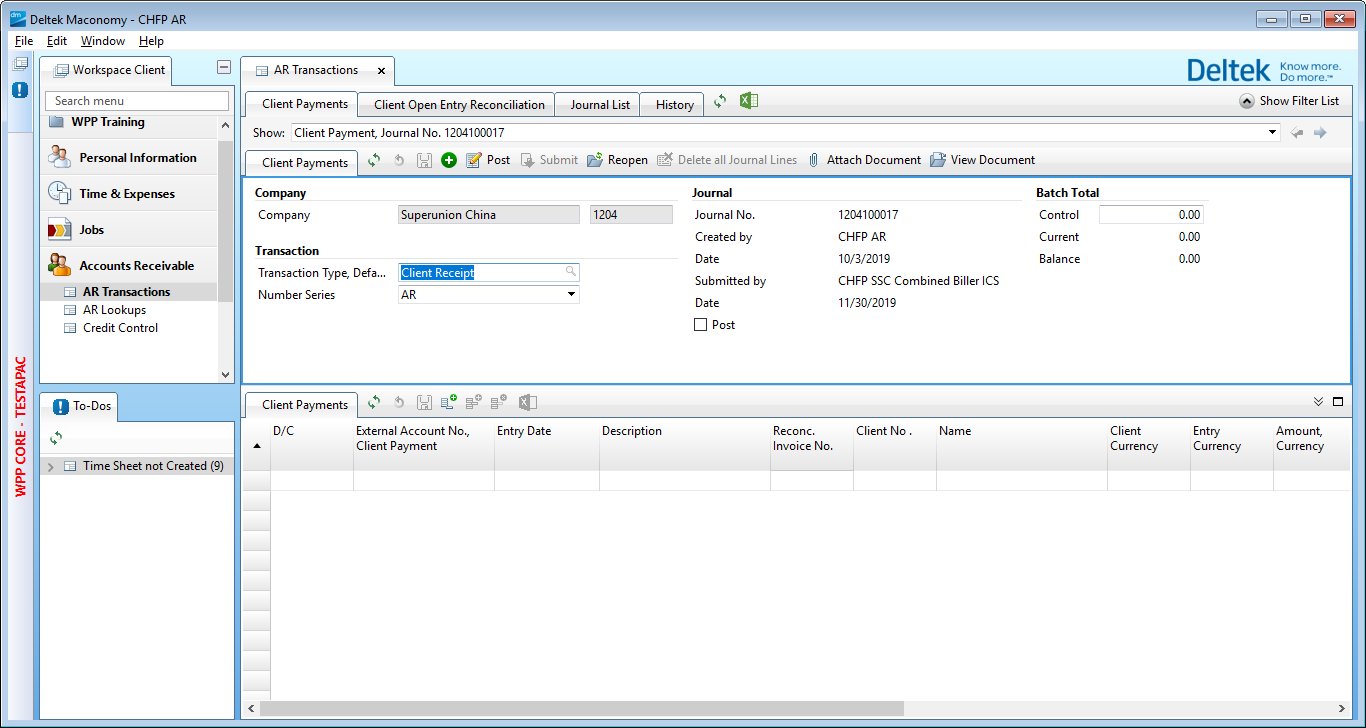 Deltek Maconomy - CHFP AR
File Edit Window Help
Workspace Client
AR Transactions
Deltek Know more. Do more.™
Search menu
Client Payments Client Open Entry Reconciliation Journal List History
Show Filter List
WPP Training
Show: Client Payment, Journal No. 1204100017
Personal Information
Client Payments Post Submit Reopen Delete all Journal Lines Attach Document View Document
Time & Expenses
Jobs
Accounts Receivable
AR Transactions
AR Lookups
Credit Control
Company
Company Superunion China 1204
Transaction
Transaction Type, Defa... Client Receipt
Number Series AR
Journal
Journal No. 1204100017
Created by CHFP AR
Date 10/3/2019
Submitted by CHFP SSC Combined Biller ICS
Date 11/30/2019
Post
Batch Total
Control 0.00
Current 0.00
Balance 0.00
WPP CORE - TESTAPAC
To-Dos
Time Sheet not Created (9)
Client Payments
D/C
External Account No., Client Payment
Entry Date
Description
Reconc. Invoice No.
Client No .
Name
Client Currency
Entry Currency
Amount, Currency